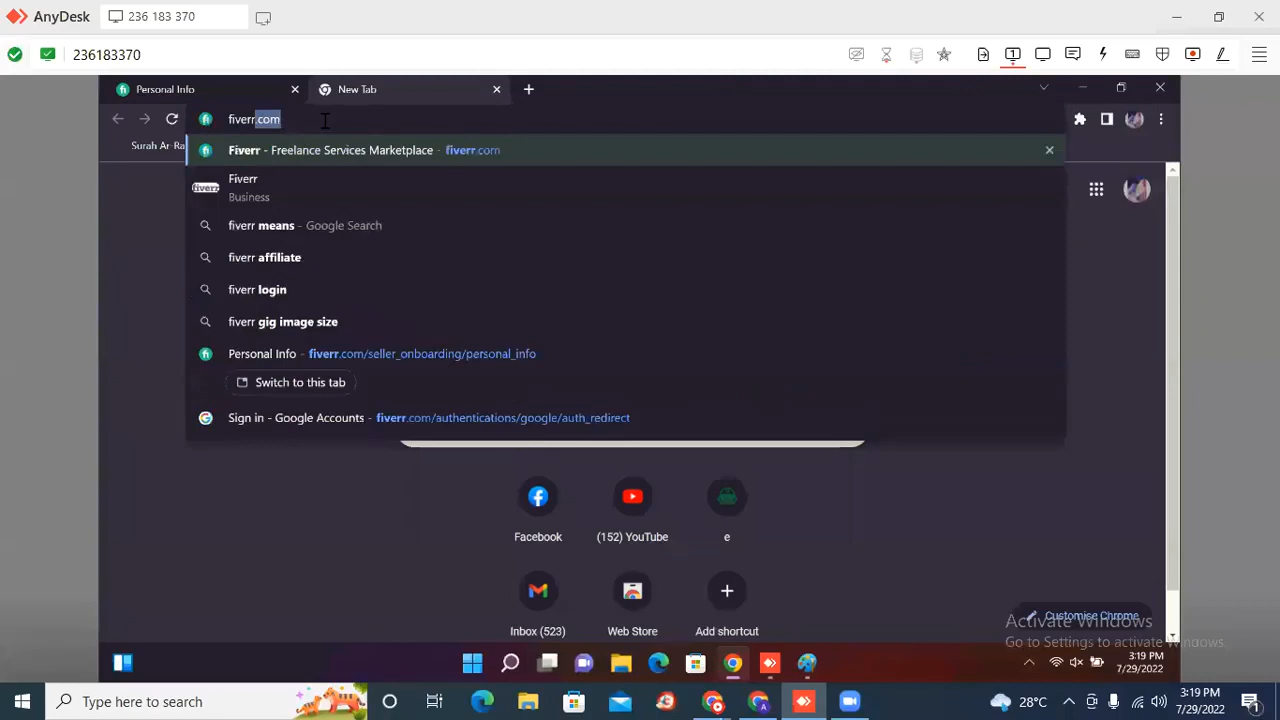 AnyDesk
236 183 370
236183370
1
Personal Info
New Tab
fiverr.com
Surah Ar-Ra
Fiverr - Freelance Services Marketplace - fiverr.com
Fiverr
Business
fiverr
fiverr means - Google Search
fiverr affiliate
fiverr login
fiverr gig image size
Personal Info - fiverr.com/seller_onboarding/personal_info
Switch to this tab
Sign in - Google Accounts - fiverr.com/authentications/google/auth_redirect
Facebook
(152) YouTube
e
Inbox (523)
Web Store
Add shortcut
Customise Chrome
Activate Windows
Go to Settings to activate Windows.
3:19 PM
7/29/2022
Type here to search
28°C
3:19 PM
7/29/2022
1